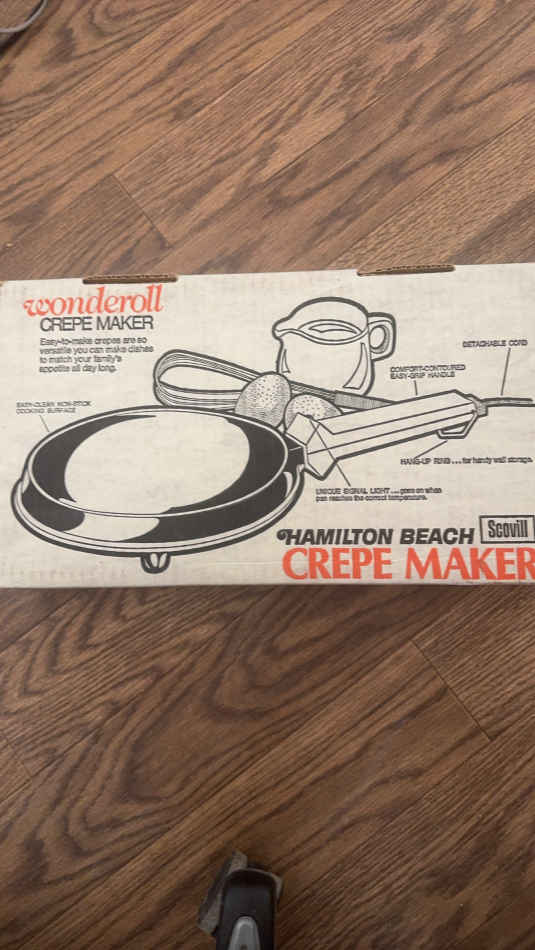 wonderoll
CREPE MAKER
Easy-to-make crepes are so
versatile you can make dishes
to match your family's
appetite all day long.
DETACHABLE CORD
COMFORT-CONTOURED
EASY-GRIP HANDLE
EASY-CLEAN NON-STICK
COOKING SURFACE
HANG-UP RING...for handy wall storage.
UNIQUE SIGNAL LIGHT...goes on when
pan reaches the correct temperature.
HAMILTON BEACH
Scovill
CREPE MAKER